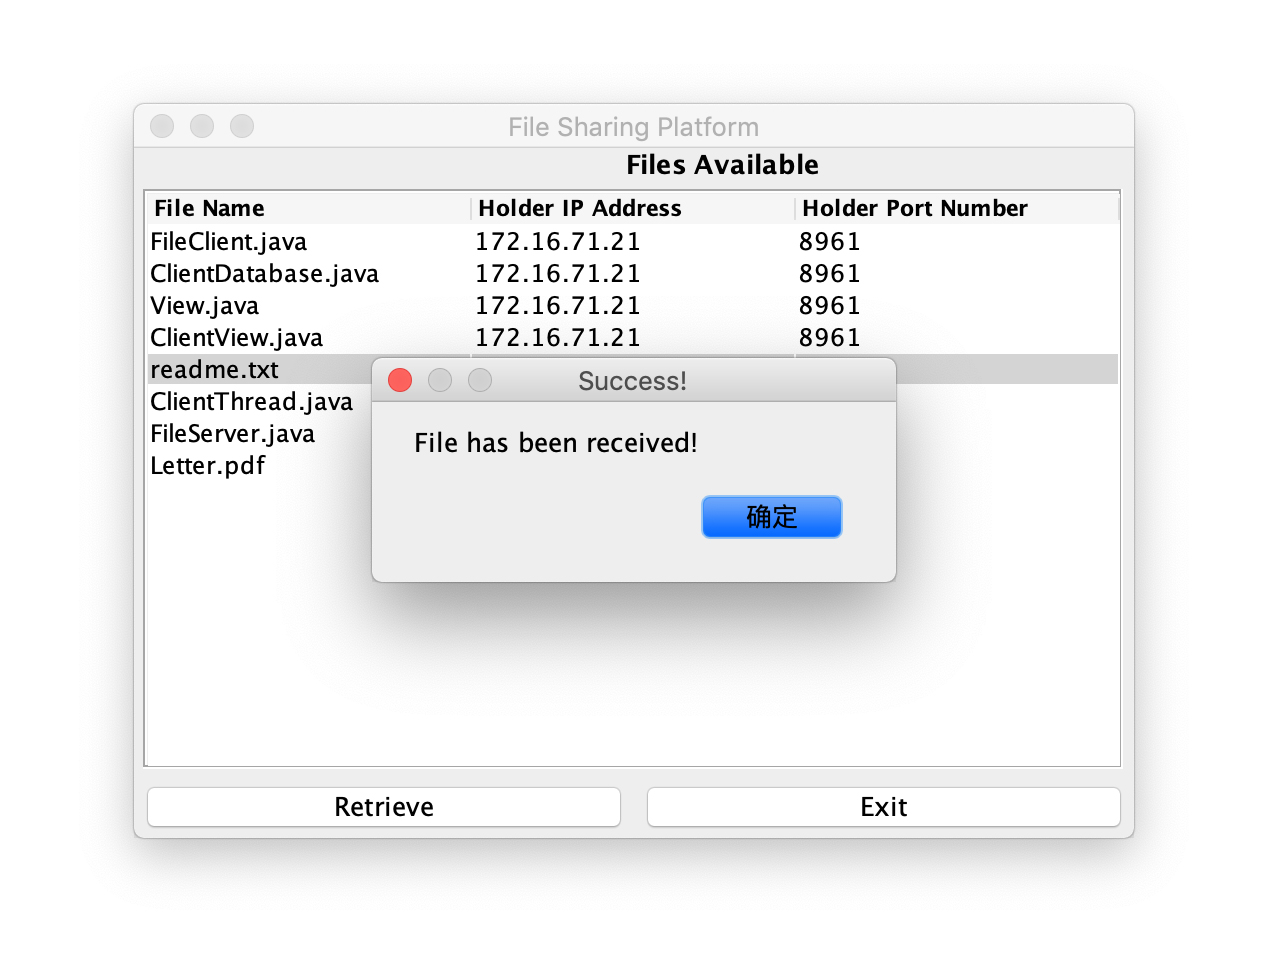 File Sharing Platform
Files Available
File Name Holder IP Address Holder Port Number
FileClient.java 172.16.71.21 8961
ClientDatabase.java 172.16.71.21 8961
View.java 172.16.71.21 8961
ClientView.java 172.16.71.21 8961
readme.txt
ClientThread.java
FileServer.java
Letter.pdf
Success!
File has been received!
确定
Retrieve Exit